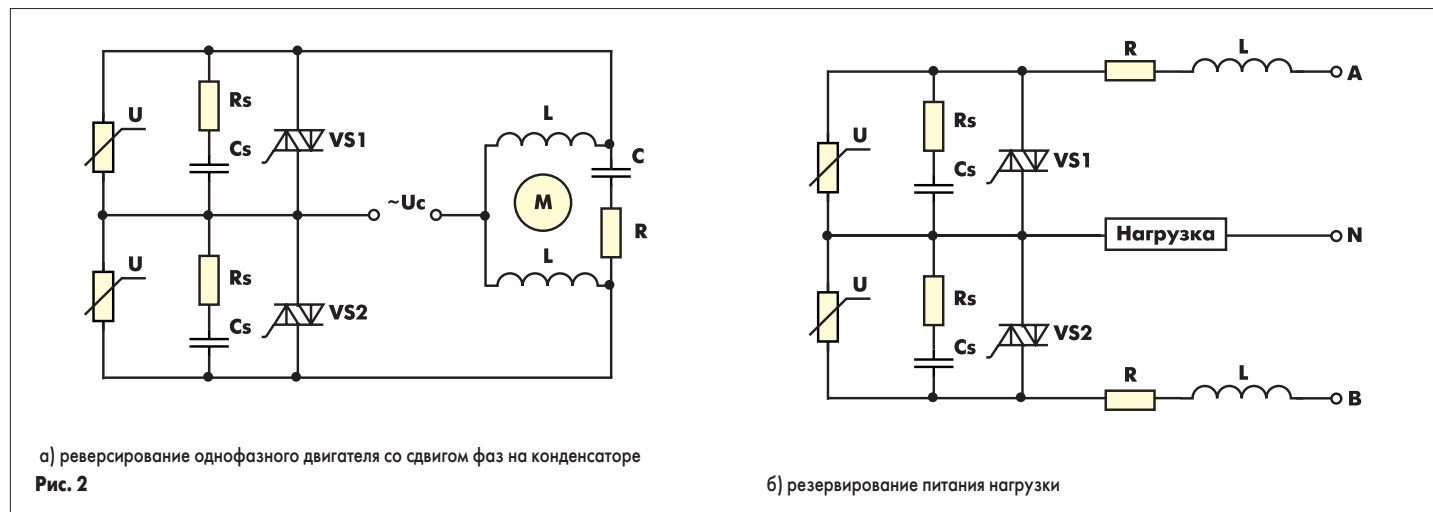 U
Rs
Cs
VS1
U
Rs
Cs
VS2
~Uc
L
M
L
C
R
а) реверсирование однофазного двигателя со сдвигом фаз на конденсаторе
Рис. 2
R
L
A
U
Rs
Cs
VS1
Нагрузка
N
U
Rs
Cs
VS2
R
L
B
б) резервирование питания нагрузки